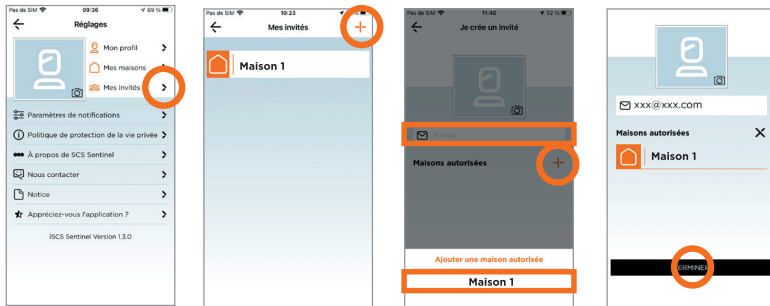 Pas de SIM 09:36 69 %
Réglages
Mon profil
Mes maisons
Mes invités
Paramètres de notifications
Politique de protection de la vie privée
À propos de SCS Sentinel
Nous contacter
Notice
Appréciez-vous l'application ?
iSCS Sentinel Version 1.3.0
Pas de SIM 10:23
Mes invités
Maison 1
Pas de SIM 11:40 52 %
Je crée un invité
E-mail
Maisons autorisées
Ajouter une maison autorisée
Maison 1
xxx@xxx.com
Maisons autorisées
Maison 1
ERMINER